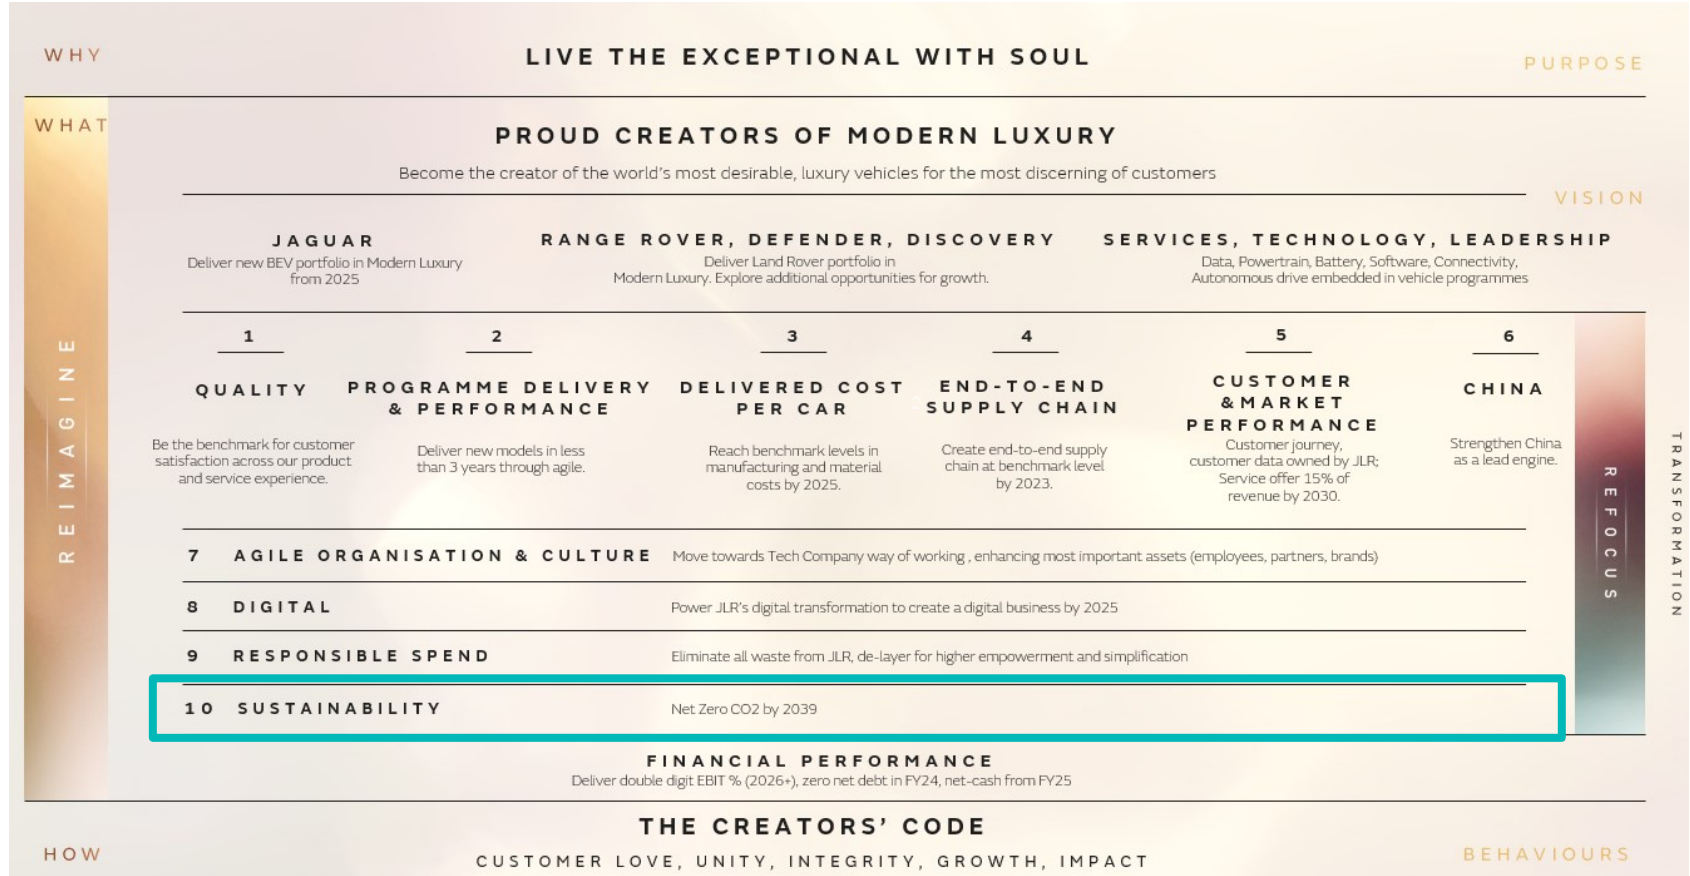 WHY
LIVE THE EXCEPTIONAL WITH SOUL
PURPOSE
WHAT
PROUD CREATORS OF MODERN LUXURY
Become the creator of the world's most desirable, luxury vehicles for the most discerning of customers
VISION
JAGUAR
Deliver new BEV portfolio in Modern Luxury
from 2025
RANGE ROVER, DEFENDER, DISCOVERY
Deliver Land Rover portfolio in
Modern Luxury. Explore additional opportunities for growth.
SERVICES, TECHNOLOGY, LEADERSHIP
Data, Powertrain, Battery, Software, Connectivity,
Autonomous drive embedded in vehicle programmes
REIMAGINE
1
QUALITY
Be the benchmark for customer
satisfaction across our product
and service experience.
2
PROGRAMME DELIVERY
& PERFORMANCE
Deliver new models in less
than 3 years through agile.
3
DELIVERED COST
PER CAR
Reach benchmark levels in
manufacturing and material
costs by 2025.
4
END-TO-END
SUPPLY CHAIN
Create end-to-end supply
chain at benchmark level
by 2023.
5
CUSTOMER
&MARKET
PERFORMANCE
Customer journey,
customer data owned by JLR;
Service offer 15% of
revenue by 2030.
6
CHINA
Strengthen China
as a lead engine.
REFOCUS
TRANSFORMATION
7 AGILE ORGANISATION & CULTURE Move towards Tech Company way of working , enhancing most important assets (employees, partners, brands)
8 DIGITAL Power JLR's digital transformation to create a digital business by 2025
9 RESPONSIBLE SPEND Eliminate all waste from JLR, de-layer for higher empowerment and simplification
10 SUSTAINABILITY Net Zero CO2 by 2039
FINANCIAL PERFORMANCE
Deliver double digit EBIT % (2026+), zero net debt in FY24, net-cash from FY25
THE CREATORS' CODE
HOW
CUSTOMER LOVE, UNITY, INTEGRITY, GROWTH, IMPACT
BEHAVIOURS